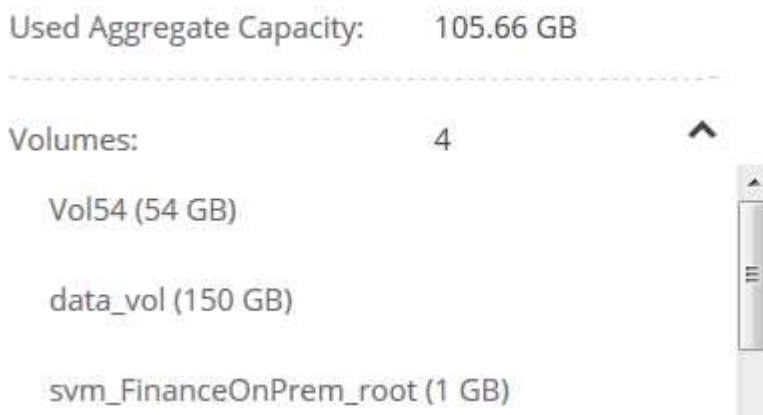 Used Aggregate Capacity: 105.66 GB
Volumes: 4
Vol54 (54 GB)
data_vol (150 GB)
svm_FinanceOnPrem_root (1 GB)